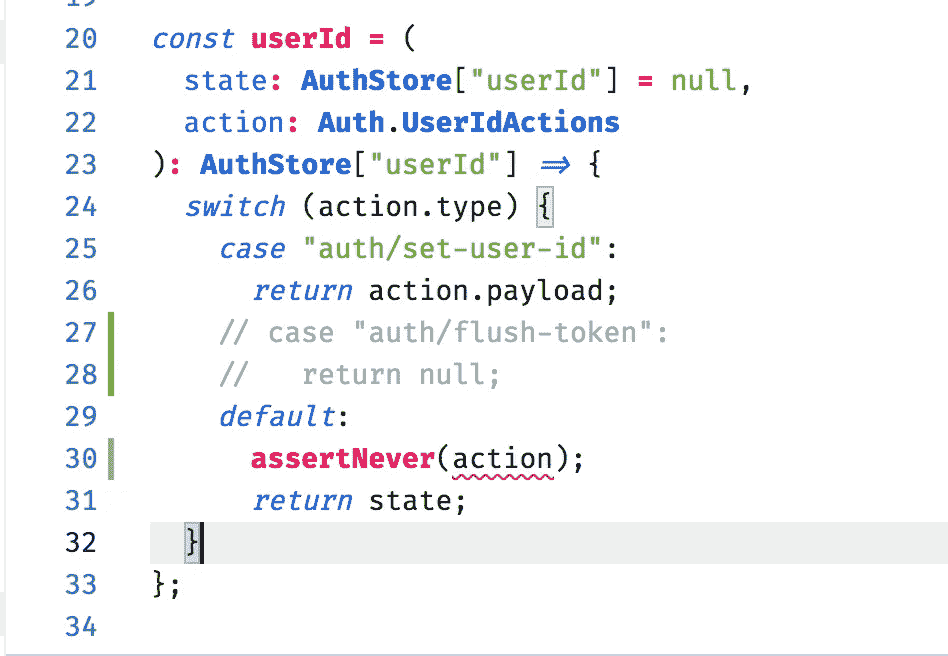 19
20 const userId = (
21 state: AuthStore["userId"] = null,
22 action: Auth.UserIdActions
23 ): AuthStore["userId"] => {
24 switch (action.type) {
25 case "auth/set-user-id":
26 return action.payload;
27 // case "auth/flush-token":
28 //   return null;
29 default:
30 assertNever(action);
31 return state;
32 }
33 };
34